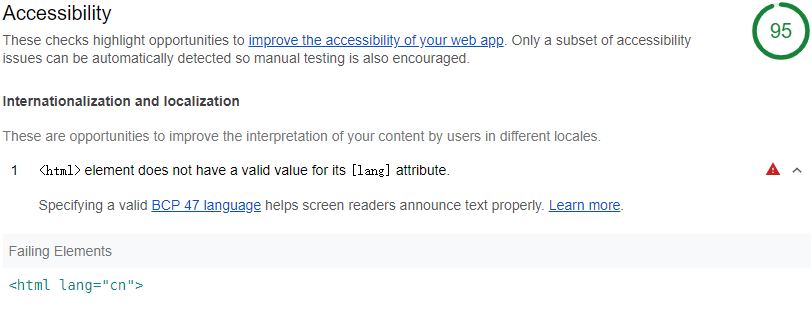 Accessibility
These checks highlight opportunities to improve the accessibility of your web app. Only a subset of accessibility
issues can be automatically detected so manual testing is also encouraged.
95
Internationalization and localization
These are opportunities to improve the interpretation of your content by users in different locales.
1 <html> element does not have a valid value for its [lang] attribute.
Specifying a valid BCP 47 language helps screen readers announce text properly. Learn more.
Failing Elements
<html lang="cn">